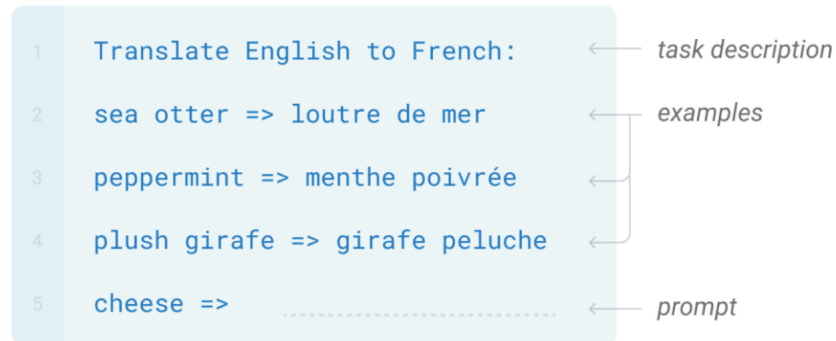 1 Translate English to French: task description
2 sea otter => loutre de mer examples
3 peppermint => menthe poivrée
4 plush girafe => girafe peluche
5 cheese => prompt